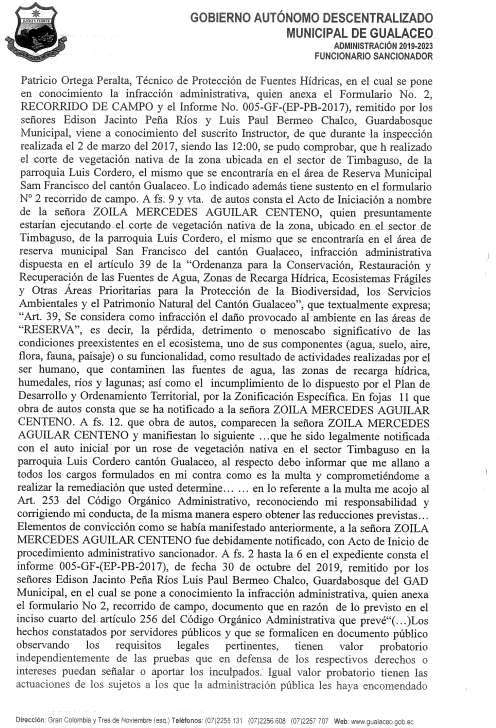 GOBIERNO AUTÓNOMO DESCENTRALIZADO
MUNICIPAL DE GUALACEO
ADMINISTRACIÓN 2019-2023
FUNCIONARIO SANCIONADOR
Patricio Ortega Peralta, Técnico de Protección de Fuentes Hídricas, en el cual se pone
en conocimiento la infracción administrativa, quien anexa el Formulario No. 2,
RECORRIDO DE CAMPO y el Informe No. 005-GF-(EP-PB-2017), remitido por los
señores Edison Jacinto Peña Ríos y Luis Paul Bermeo Chalco, Guardabosque
Municipal, viene a conocimiento del suscrito Instructor, de que durante la inspección
realizada el 2 de marzo del 2017, siendo las 12:00, se pudo comprobar, que h realizado
el corte de vegetación nativa de la zona ubicada en el sector de Timbaguso, de la
parroquia Luis Cordero, el mismo que se encontraría en el área de Reserva Municipal
Sam Francisco del cantón Gualaceo. Lo indicado además tiene sustento en el formulario
N° 2 recorrido de campo. A fs. 9 y vta. de autos consta el Acto de Iniciación a nombre
de la señora ZOILA MERCEDES AGUILAR CENTENO, quien presuntamente
estarían ejecutando el corte de vegetación nativa de la zona, ubicado en el sector de
Timbaguso, de la parroquia Luis Cordero, el mismo que se encontraría en el área de
reserva municipal San Francisco del cantón Gualaceo, infracción administrativa
dispuesta en el artículo 39 de la “Ordenanza para la Conservación, Restauración y
Recuperación de las Fuentes de Agua, Zonas de Recarga Hídrica, Ecosistemas Frágiles
y Otras Áreas Prioritarias para la Protección de la Biodiversidad, los Servicios
Ambientales y el Patrimonio Natural del Cantón Gualaceo”, que textualmente expresa;
“Art. 39, Se considera como infracción el daño provocado al ambiente en las áreas de
“RESERVA”, es decir, la pérdida, detrimento o menoscabo significativo de las
condiciones preexistentes en el ecosistema, uno de sus componentes (agua, suelo, aire,
flora, fauna, paisaje) o su funcionalidad, como resultado de actividades realizadas por el
ser humano, que contaminen las fuentes de agua, las zonas de recarga hídrica,
humedales, ríos y lagunas; así como el incumplimiento de lo dispuesto por el Plan de
Desarrollo y Ordenamiento Territorial, por la Zonificación Específica. En fojas 11 que
obra de autos consta que se ha notificado a la señora ZOILA MERCEDES AGUILAR
CENTENO. A fs. 12. que obra de autos, comparecen la señora ZOILA MERCEDES
AGUILAR CENTENO y manifiestan lo siguiente ...que he sido legalmente notificada
con el auto inicial por un rose de vegetación nativa en el sector Timbaguso en la
parroquia Luis Cordero cantón Gualaceo, al respecto debo informar que me allano a
todos los cargos formulados en mi contra como es la multa y comprometiéndome a
realizar la remediación que usted determine... ... en lo referente a la multa me acojo al
Art. 253 del Código Orgánico Administrativo, reconociendo mi responsabilidad y
corrigiendo mi conducta, de la misma manera espero obtener las reducciones previstas...
Elementos de convicción como se había manifestado anteriormente, a la señora ZOILA
MERCEDES AGUILAR CENTENO fue debidamente notificado, con Acto de Inicio de
procedimiento administrativo sancionador. A fs. 2 hasta la 6 en el expediente consta el
informe 005-GF-(EP-PB-2017), de fecha 30 de octubre del 2019, remitido por los
señores Edison Jacinto Peña Ríos Luis Paul Bermeo Chalco, Guardabosque del GAD
Municipal, en el cual se pone a conocimiento la infracción administrativa, quien anexa
el formulario No 2, recorrido de campo, documento que en razón de lo previsto en el
inciso cuarto del artículo 256 del Código Orgánico Administrativa que prevé“(...)Los
hechos constatados por servidores públicos y que se formalicen en documento público
observando los requisitos legales pertinentes, tienen valor probatorio
independientemente de las pruebas que en defensa de los respectivos derechos o
intereses puedan señalar o aportar los inculpados. Igual valor probatorio tienen las
actuaciones de los sujetos a los que la administración pública les haya encomendado
Dirección: Gran Colombia y Tres de Noviembre (esq.) Teléfonos: (07)2255 131 (07)2256 608 (07)2257 707 Web: www.gualaceo.gob.ec